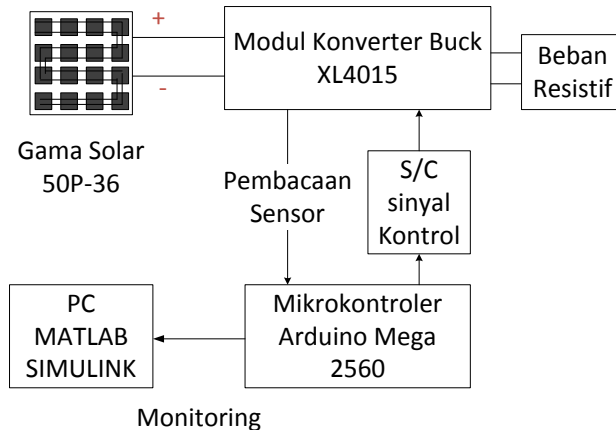 +
-
Gama Solar
50P-36
Modul Konverter Buck
XL4015
Beban
Resistif
Pembacaan
Sensor
S/C
sinyal
Kontrol
PC
MATLAB
SIMULINK
Mikrokontroler
Arduino Mega
2560
Monitoring